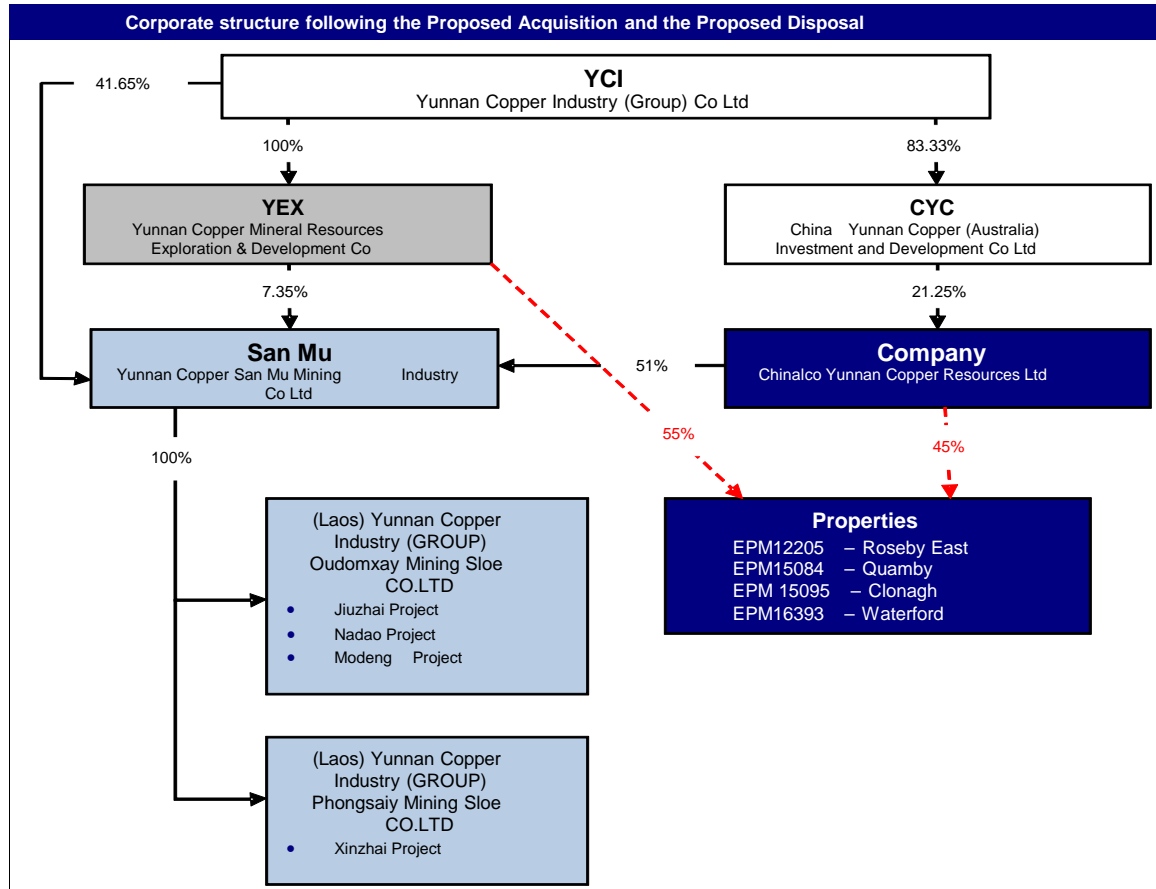 Corporate structure following the Proposed Acquisition and the Proposed Disposal
YCI
Yunnan Copper Industry (Group) Co Ltd
41.65%
100%
83.33%
YEX
Yunnan Copper Mineral Resources
Exploration & Development Co
CYC
China Yunnan Copper (Australia)
Investment and Development Co Ltd
7.35%
21.25%
San Mu
Yunnan Copper San Mu Mining Industry
Co Ltd
51%
Company
Chinalco Yunnan Copper Resources Ltd
100%
55%
45%
(Laos) Yunnan Copper
Industry (GROUP)
Oudomxay Mining Sloe
CO.LTD
• Jiuzhai Project
• Nadao Project
• Modeng Project
Properties
EPM12205 – Roseby East
EPM15084 – Quamby
EPM 15095 – Clonagh
EPM16393 – Waterford
(Laos) Yunnan Copper
Industry (GROUP)
Phongsaiy Mining Sloe
CO.LTD
• Xinzhai Project